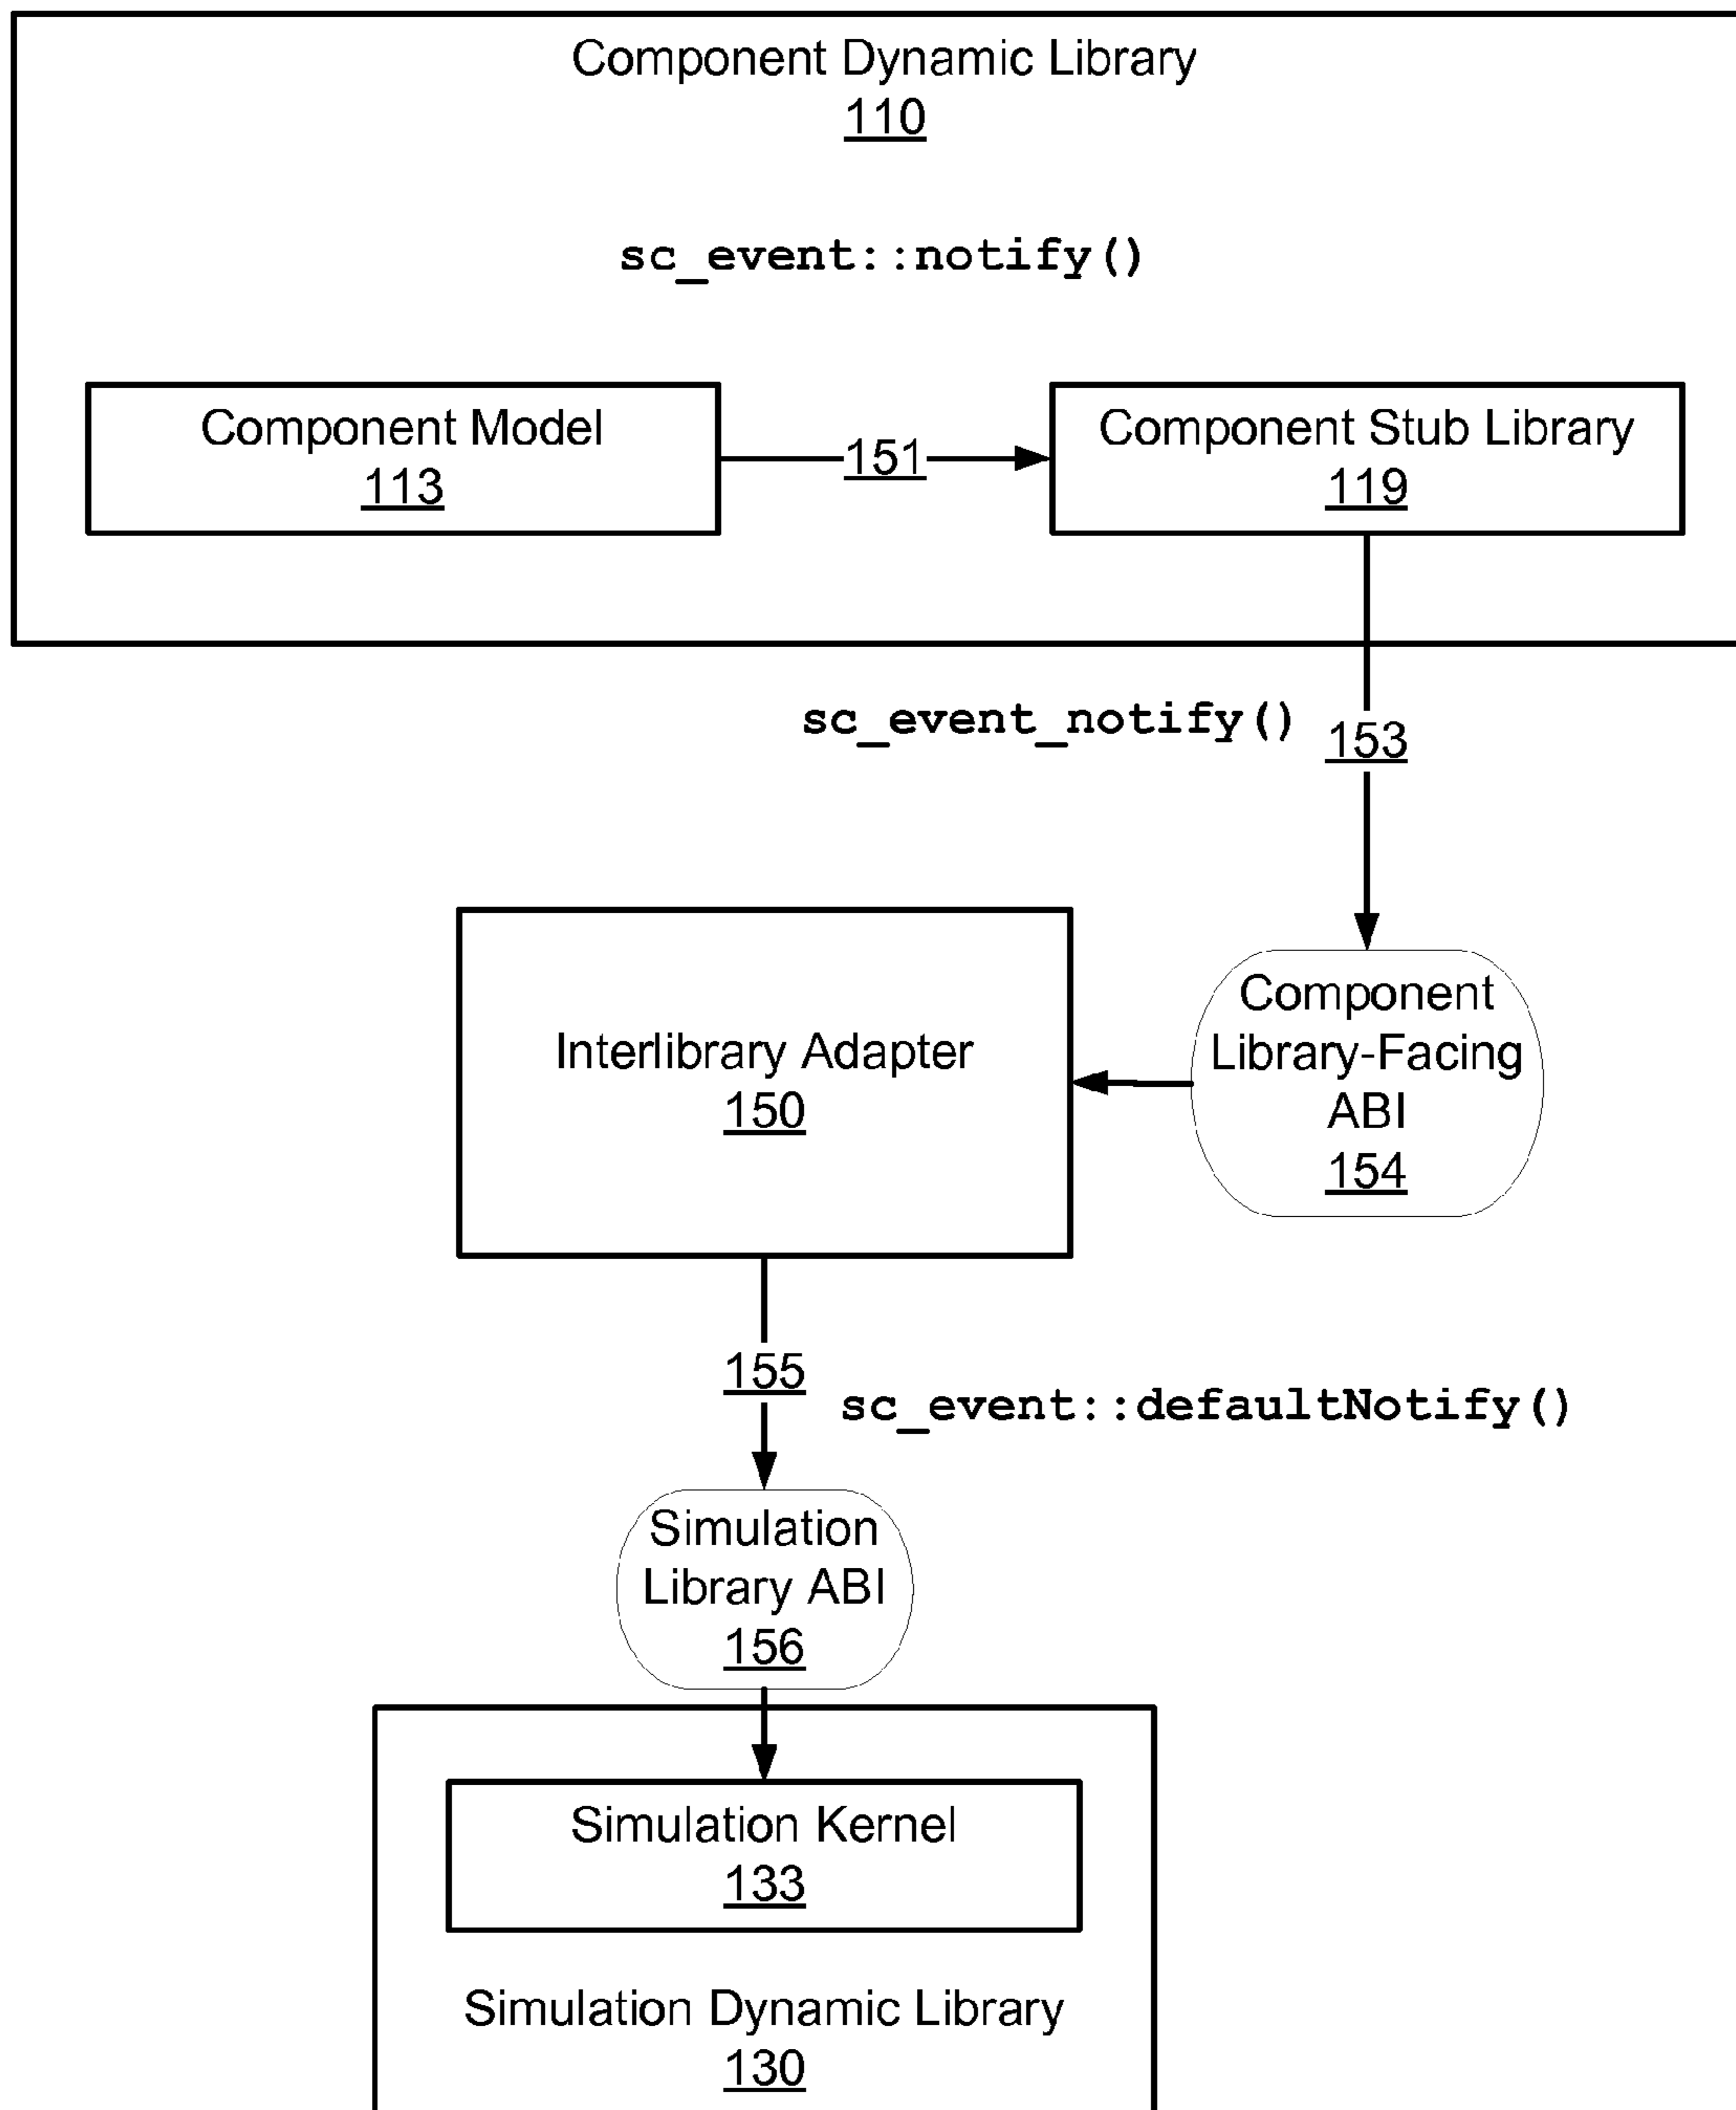 Component Dynamic Library
110
sc_event::notify()
Component Model
113
151
Component Stub Library
119
sc_event_notify()
153
Component
Library-Facing
ABI
154
Interlibrary Adapter
150
155
sc_event::defaultNotify()
Simulation
Library ABI
156
Simulation Kernel
133
Simulation Dynamic Library
130